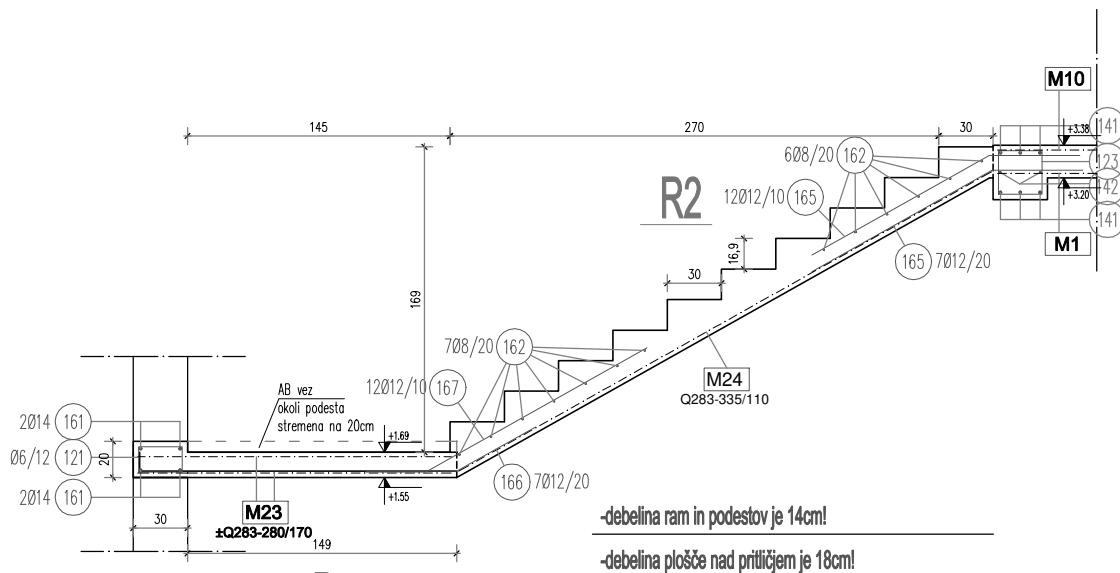 M10
145
270
30
141
+3.38
6Ø8/20 162
123
R2
12Ø12/10 165
42
+3.20
141
16,9
M1
165 7Ø12/20
30
169
7Ø8/20 162
M24
Q283-335/110
12Ø12/10 167
AB vez
okoli podesta
stremena na 20cm
2Ø14 161
+1.69
Ø6/12 121
20
166 7Ø12/20
2Ø14 161
+1.55
M23
±Q283-280/170
30
149
-debelina ram in podestov je 14cm!
-debelina plošče nad pritličjem je 18cm!